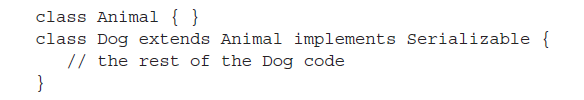 class Animal { }
class Dog extends Animal implements Serializable {
// the rest of the Dog code
}